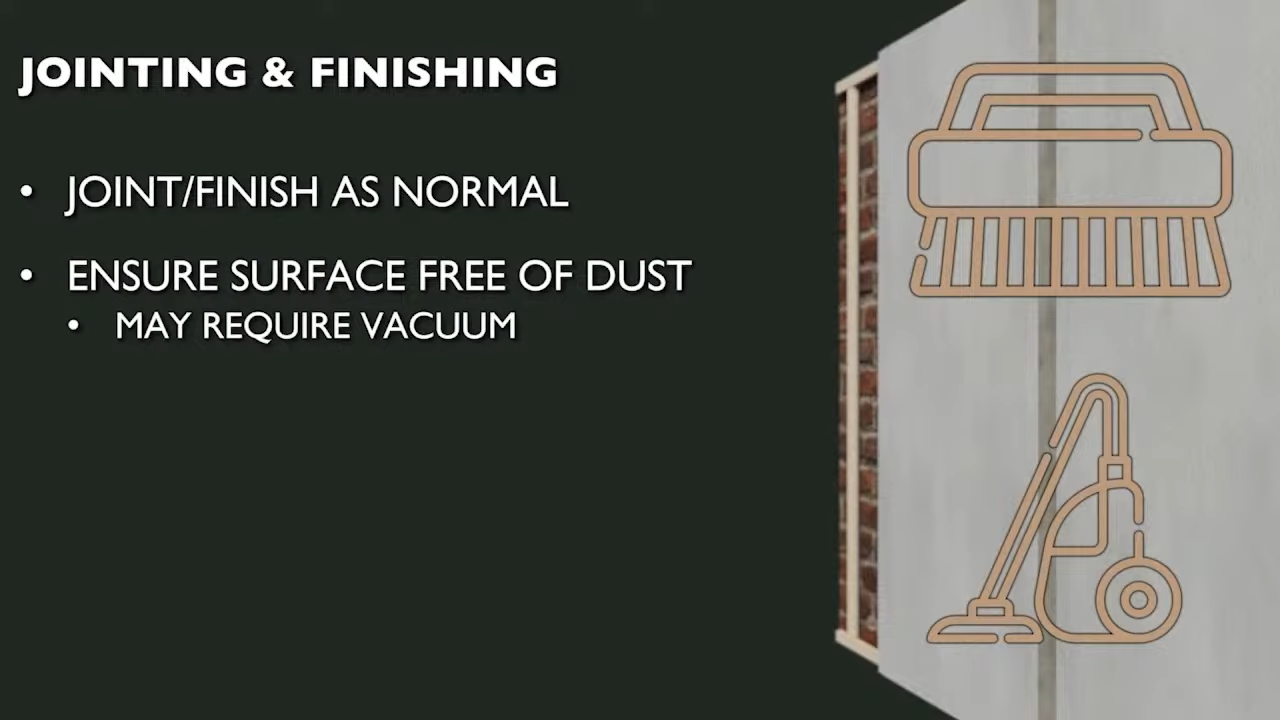 JOINTING & FINISHING
• JOINT/FINISH AS NORMAL
• ENSURE SURFACE FREE OF DUST
• MAY REQUIRE VACUUM